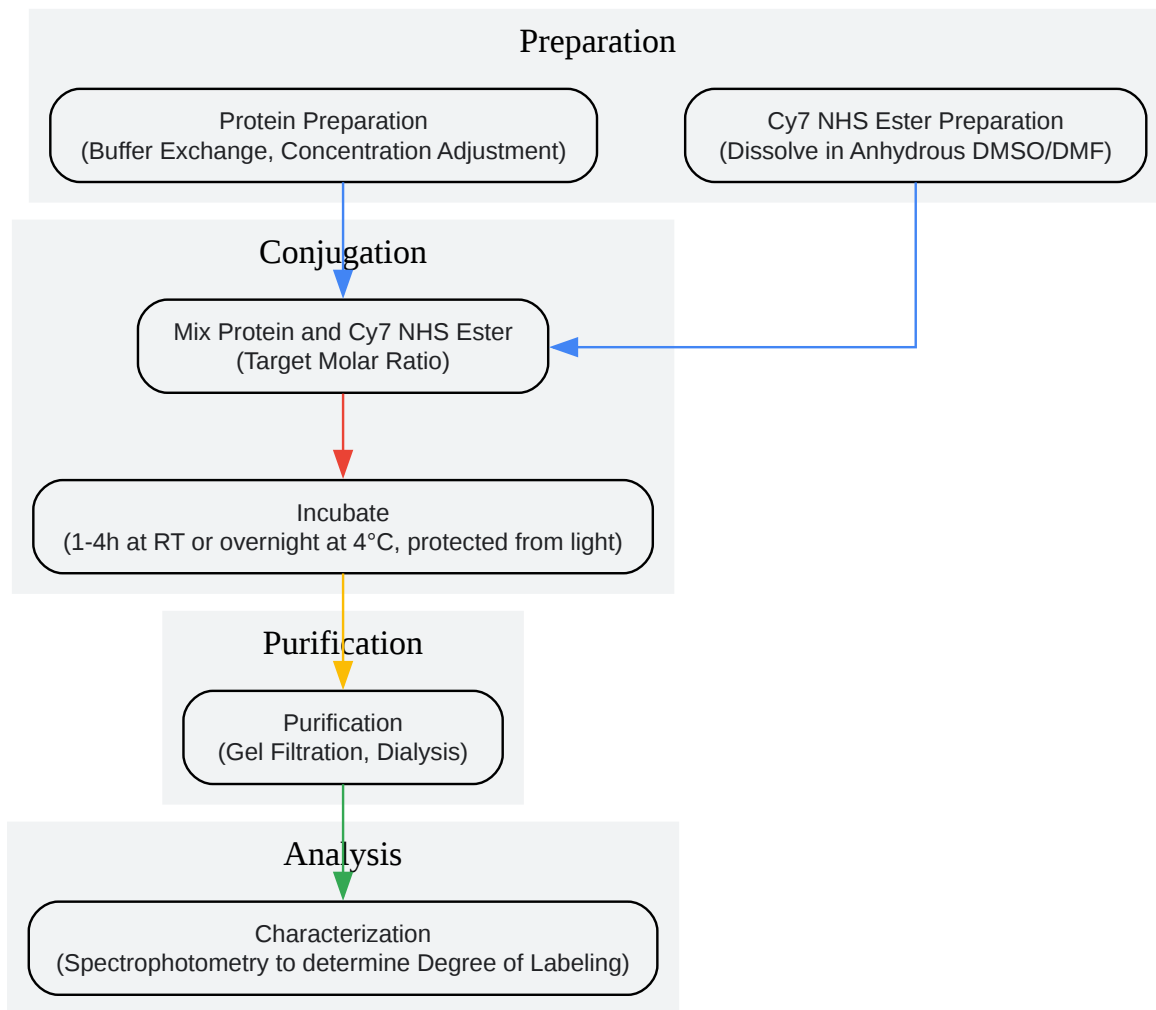 Preparation
Protein Preparation
(Buffer Exchange, Concentration Adjustment)
Cy7 NHS Ester Preparation
(Dissolve in Anhydrous DMSO/DMF)
Conjugation
Mix Protein and Cy7 NHS Ester
(Target Molar Ratio)
Incubate
(1-4h at RT or overnight at 4°C, protected from light)
Purification
Purification
(Gel Filtration, Dialysis)
Analysis
Characterization
(Spectrophotometry to determine Degree of Labeling)